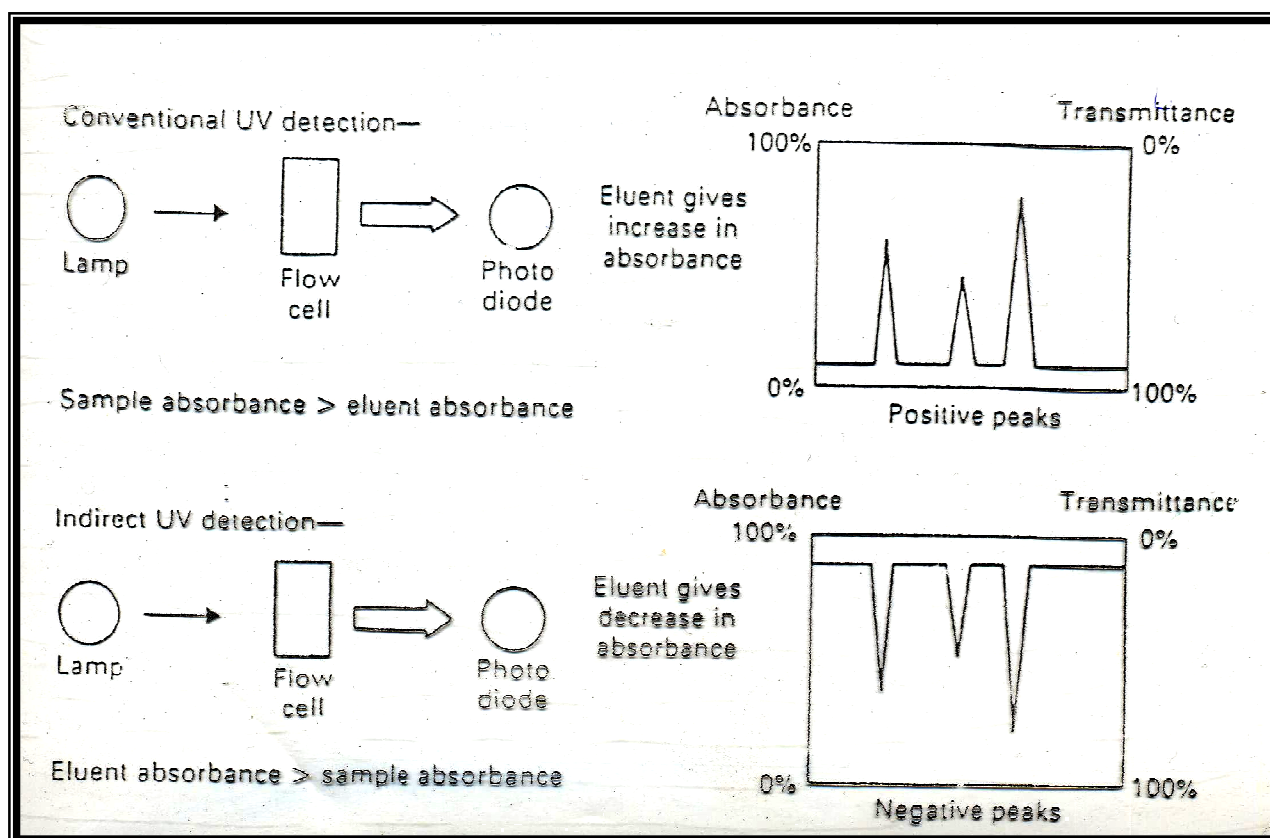 Conventional UV detection—
Lamp
Flow
cell
Photo
diode
Eluent gives
increase in
absorbance
Absorbance
100%
Transmittance
0%
0%
100%
Positive peaks
Sample absorbance > eluent absorbance
Indirect UV detection—
Lamp
Flow
cell
Photo
diode
Eluent gives
decrease in
absorbance
Absorbance
100%
Transmittance
0%
0%
100%
Negative peaks
Eluent absorbance > sample absorbance